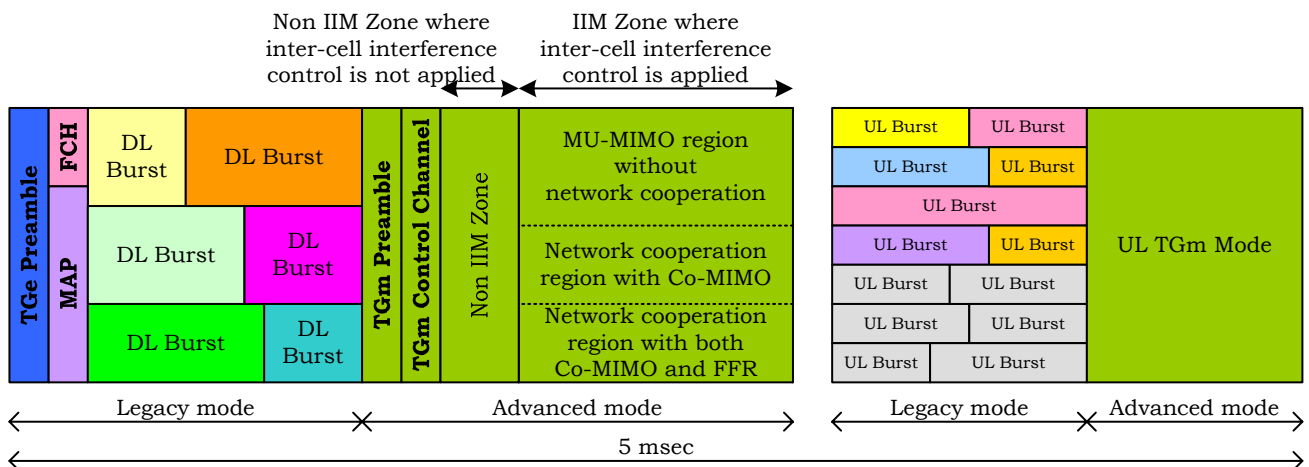 Non IIM Zone where
inter-cell interference
control is not applied
IIM Zone where
inter-cell interference
control is applied
TGe Preamble
FCH
MAP
DL
Burst
DL Burst
DL Burst
DL
Burst
DL Burst
DL
Burst
TGm Preamble
TGm Control Channel
Non IIM Zone
MU-MIMO region
without
network cooperation
Network cooperation
region with Co-MIMO
Network cooperation
region with both
Co-MIMO and FFR
UL Burst
UL Burst
UL Burst
UL Burst
UL Burst
UL Burst
UL Burst
UL Burst
UL Burst
UL Burst
UL Burst
UL Burst
UL Burst
UL TGm Mode
Legacy mode
Advanced mode
Legacy mode
Advanced mode
5 msec